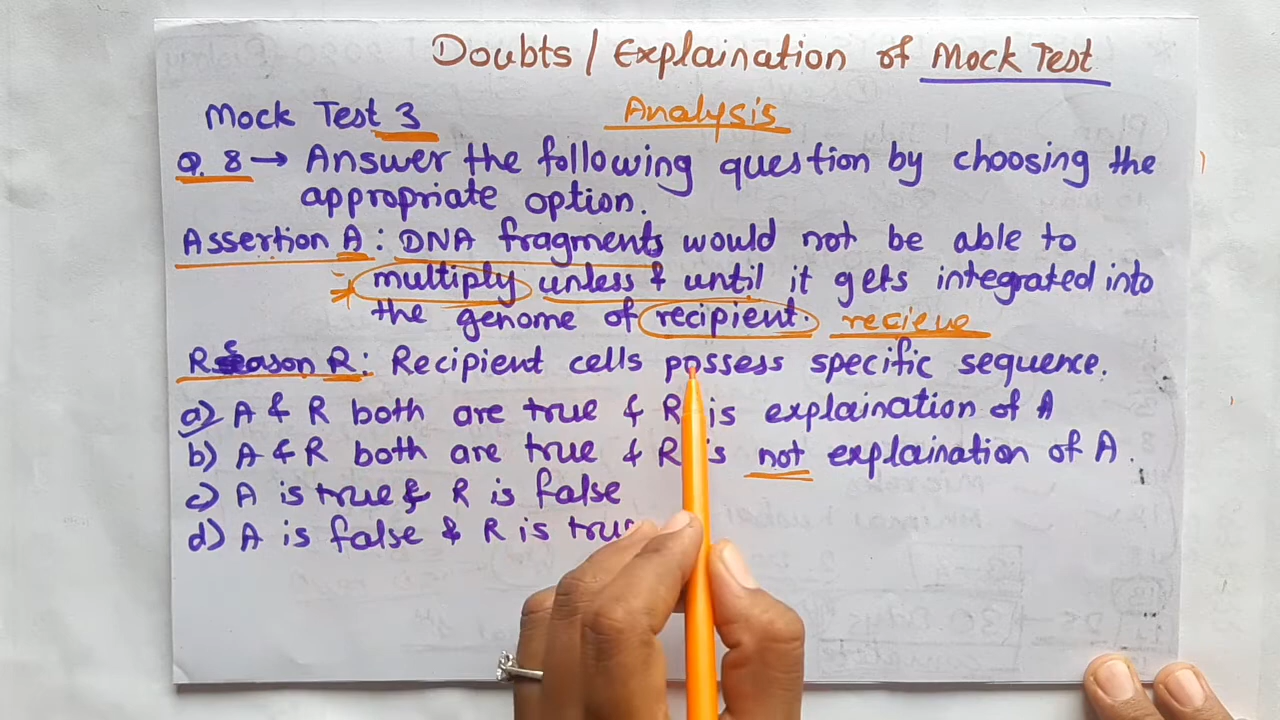 Doubts / Explaination of Mock Test
Mock Test 3 Analysis
Q. 8 → Answer the following question by choosing the
appropriate option.
Assertion A : DNA fragments would not be able to
multiply unless & until it gets integrated into
the genome of recipient. recieve
Reason R : Recipient cells possess specific sequence.
a) A & R both are true & R is explaination of A
b) A & R both are true & R is not explaination of A.
c) A is true & R is false
d) A is false & R is